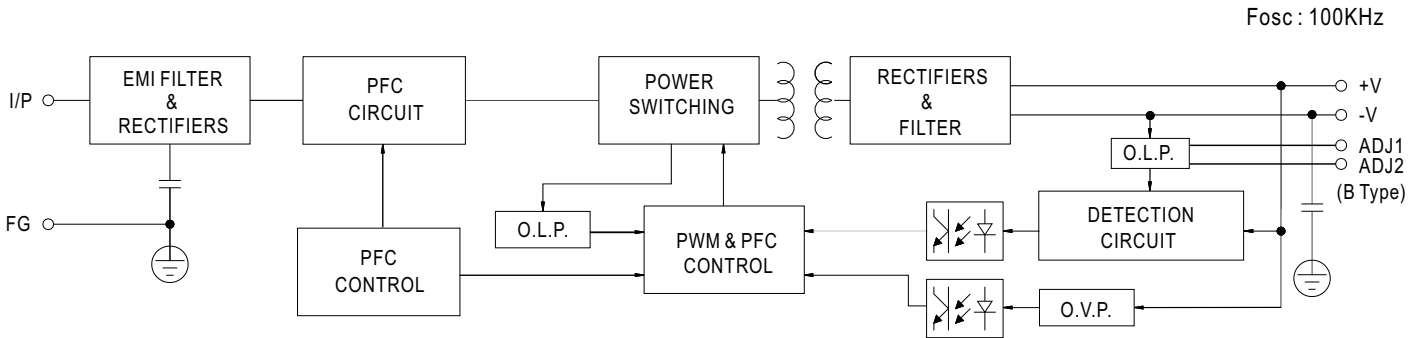 Fosc : 100KHz
I/P
EMI FILTER
&
RECTIFIERS
PFC
CIRCUIT
POWER
SWITCHING
RECTIFIERS
&
FILTER
+V
-V
ADJ1
ADJ2
(B Type)
O.L.P.
FG
O.L.P.
PFC
CONTROL
PWM & PFC
CONTROL
DETECTION
CIRCUIT
O.V.P.